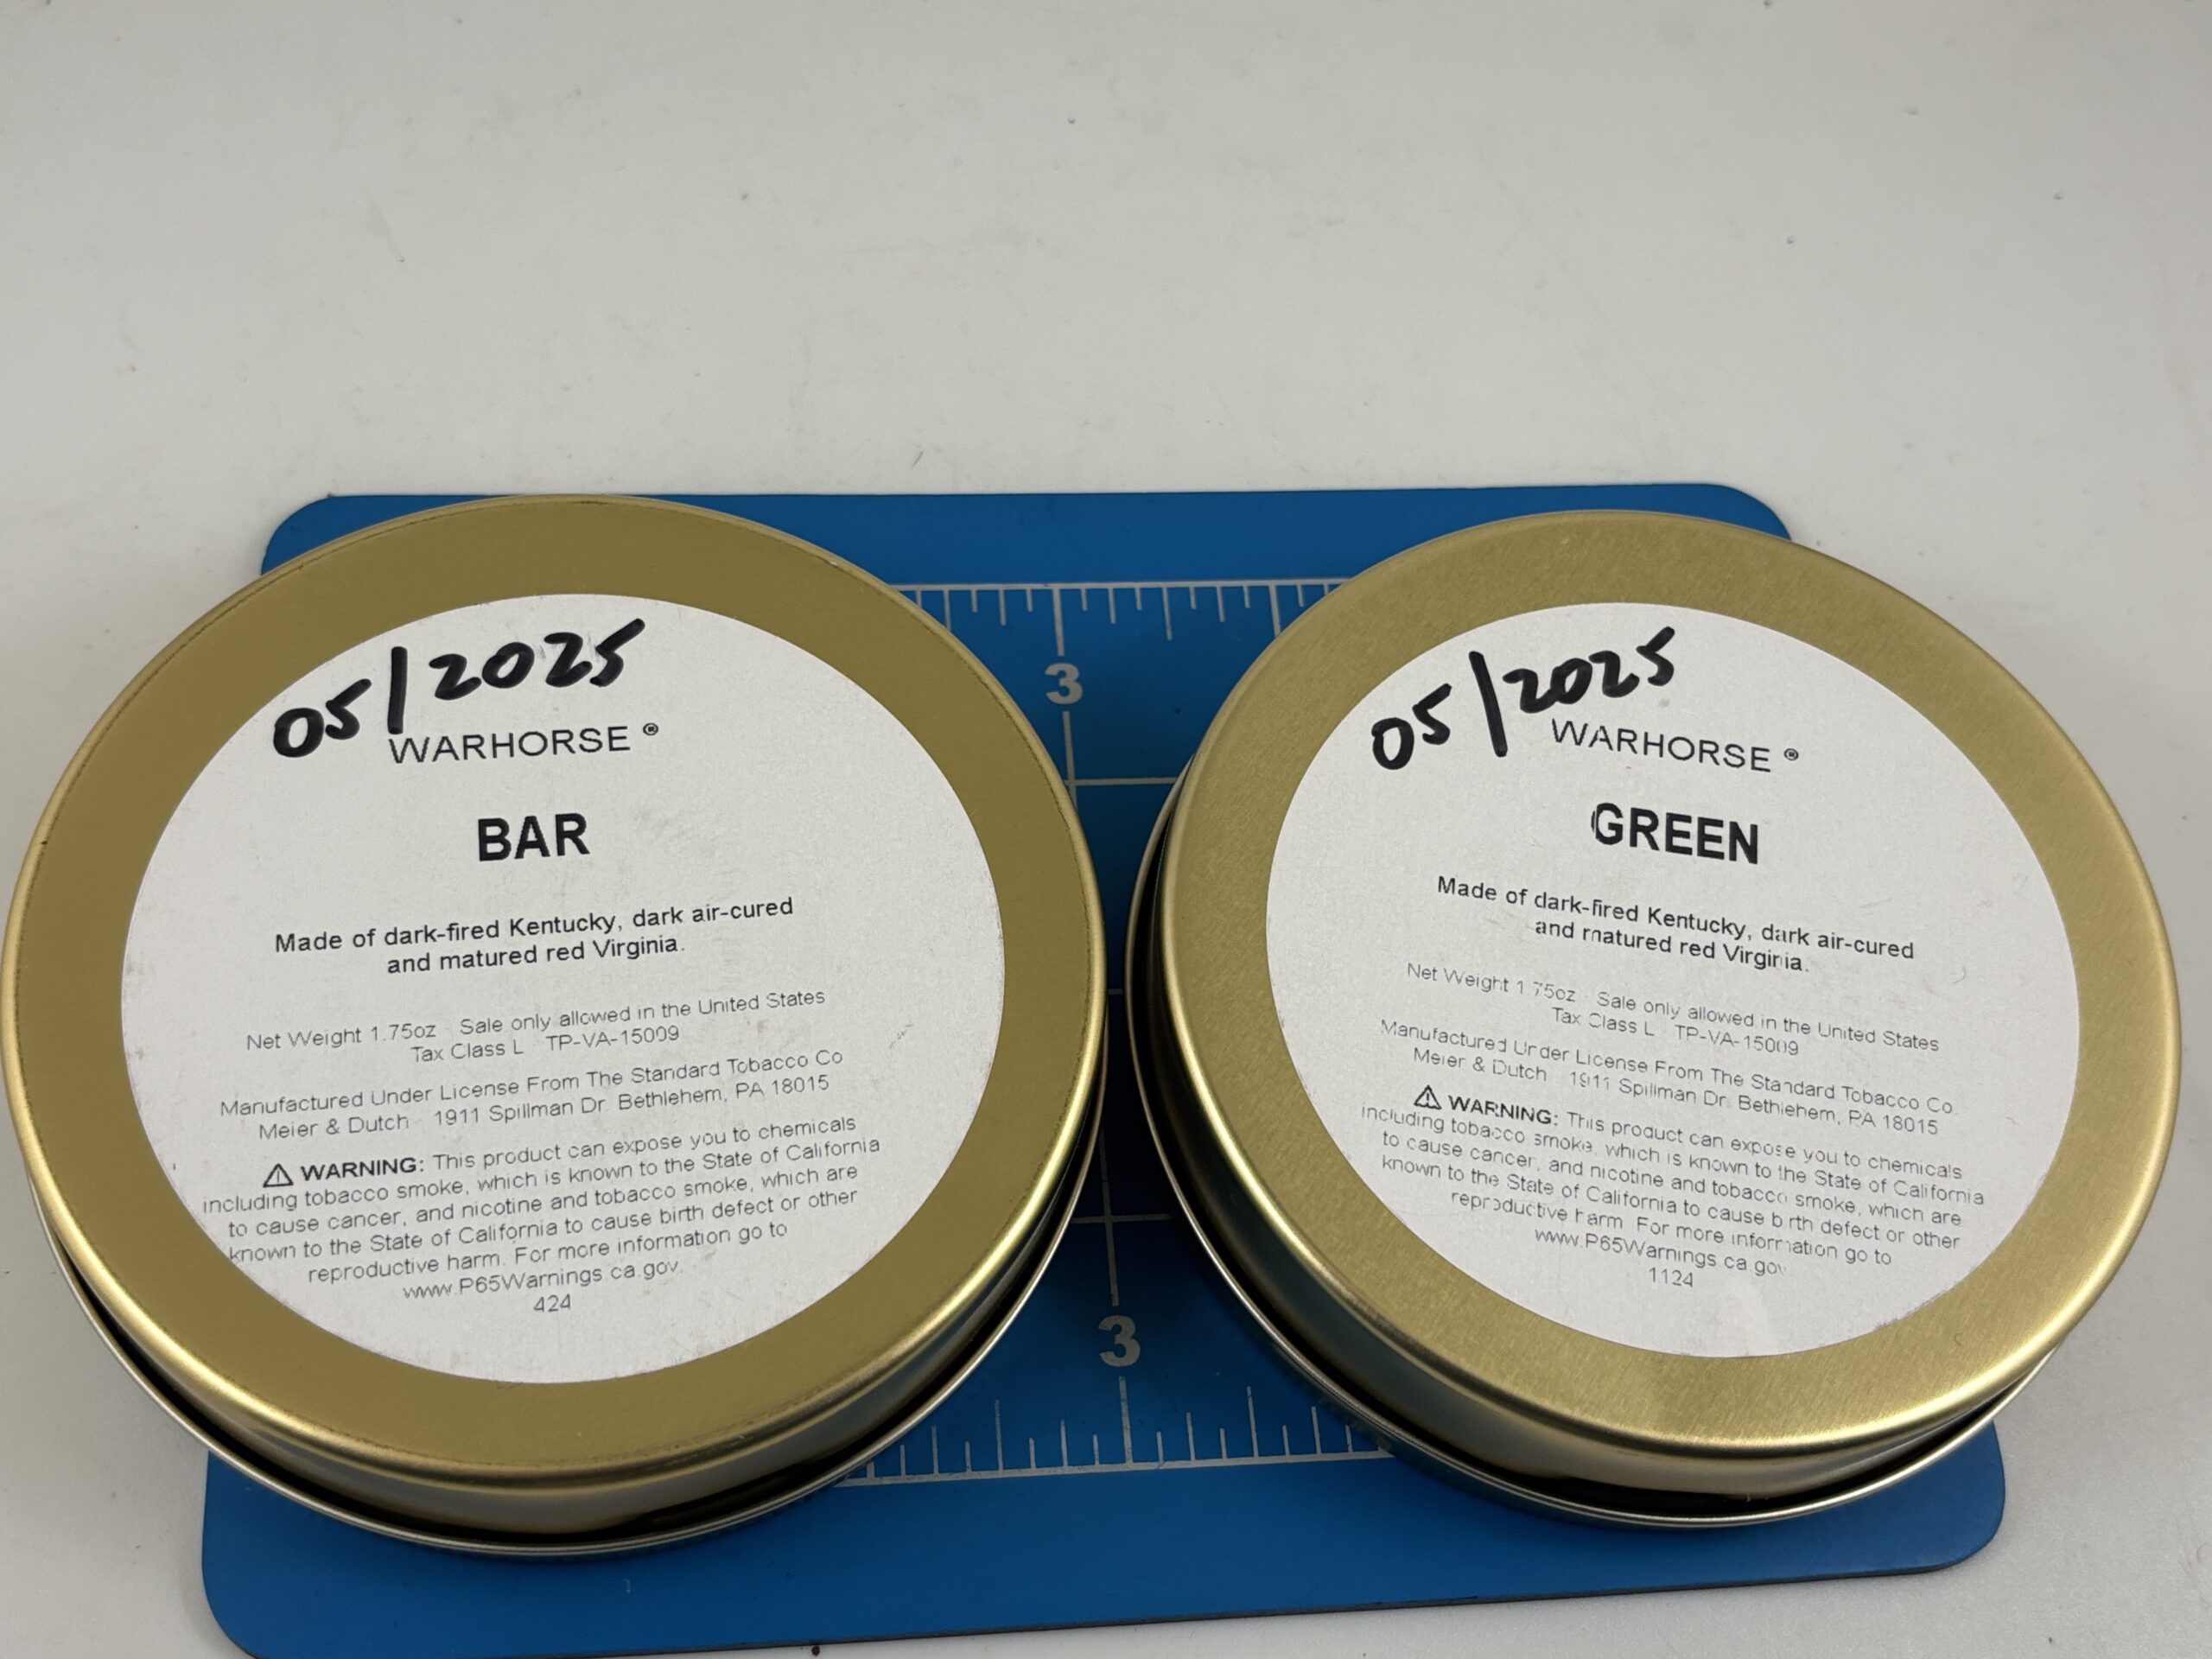 05/2025
WARHORSE ®
BAR
Made of dark-fired Kentucky, dark air-cured
and matured red Virginia.
Net Weight 1.75oz - Sale only allowed in the United States
Tax Class L TP-VA-15009
Manufactured Under License From The Standard Tobacco Co
Meier & Dutch - 1911 Spillman Dr. Bethlehem, PA 18015
⚠ WARNING: This product can expose you to chemicals
including tobacco smoke, which is known to the State of California
to cause cancer, and nicotine and tobacco smoke, which are
known to the State of California to cause birth defect or other
reproductive harm. For more information go to
www.P65Warnings.ca.gov.
424
05/2025
WARHORSE ®
GREEN
Made of dark-fired Kentucky, dark air-cured
and matured red Virginia.
Net Weight 1.75oz - Sale only allowed in the United States
Tax Class L - TP-VA-15009
Manufactured Under License From The Standard Tobacco Co.
Meier & Dutch 1911 Spillman Dr. Bethlehem, PA 18015
⚠ WARNING: This product can expose you to chemicals
including tobacco smoke, which is known to the State of California
to cause cancer, and nicotine and tobacco smoke, which are
known to the State of California to cause birth defect or other
reproductive harm. For more information go to
www.P65Warnings.ca.gov
1124
3
3